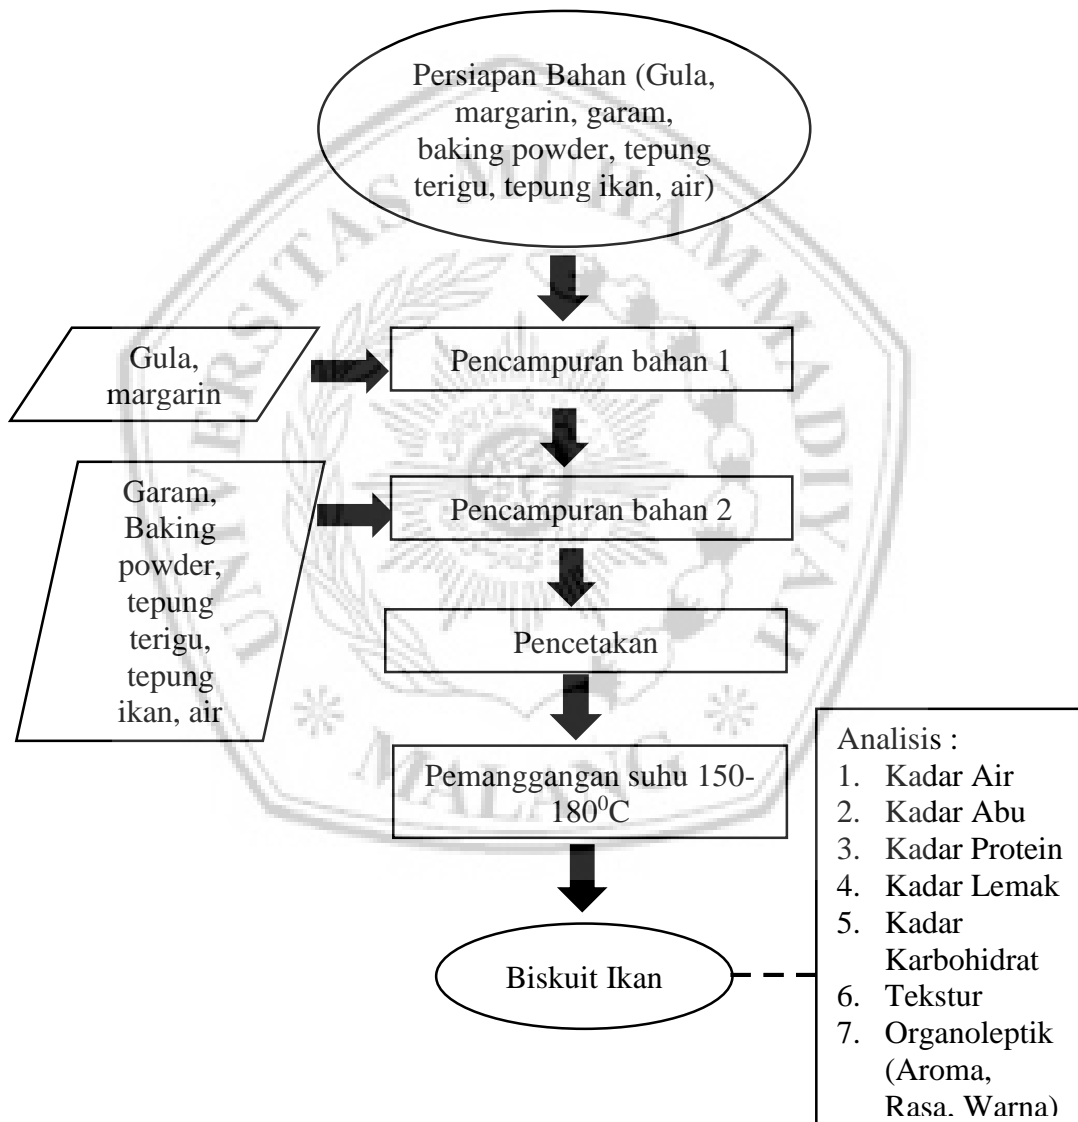 Persiapan Bahan (Gula,
margarin, garam,
baking powder, tepung
terigu, tepung ikan, air)
Gula,
margarin
Pencampuran bahan 1
Garam,
Baking
powder,
tepung
terigu,
tepung
ikan, air
Pencampuran bahan 2
Pencetakan
Pemanggangan suhu 150-
180⁰C
Biskuit Ikan
Analisis :
1. Kadar Air
2. Kadar Abu
3. Kadar Protein
4. Kadar Lemak
5. Kadar
Karbohidrat
6. Tekstur
7. Organoleptik
(Aroma,
Rasa, Warna)
UNIVERSITAS MUHAMMADIYAH
MALANG